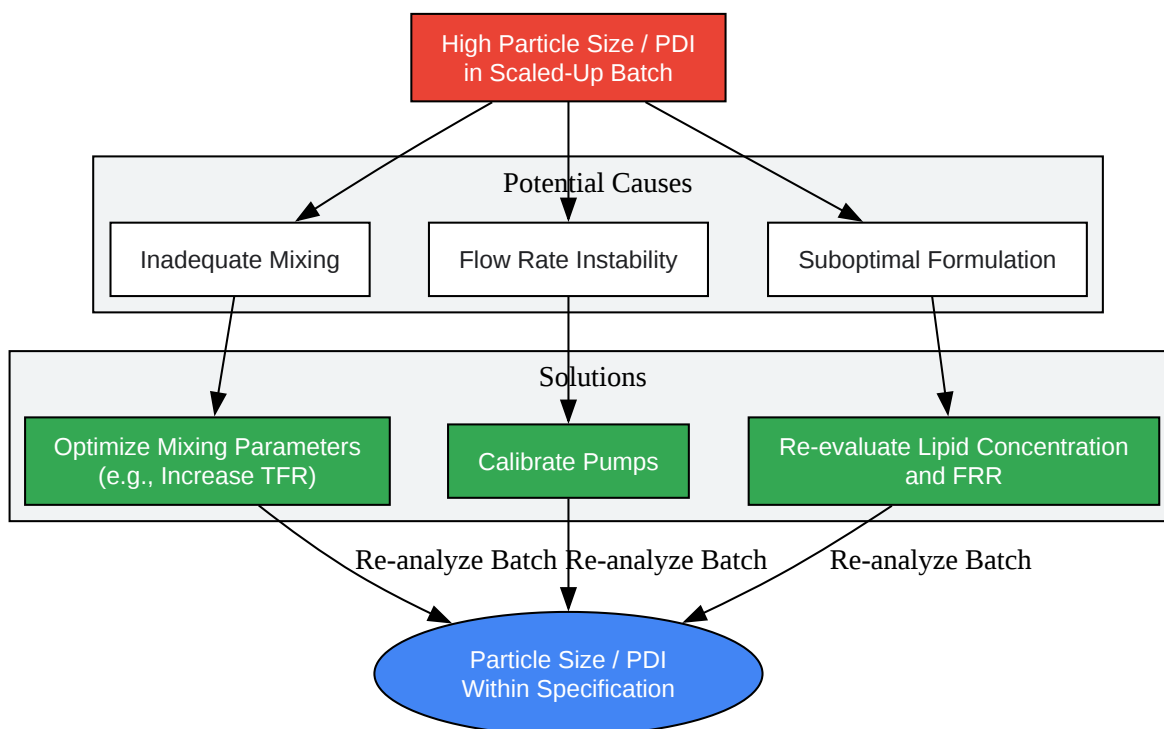 High Particle Size / PDI
in Scaled-Up Batch
Potential Causes
Inadequate Mixing
Flow Rate Instability
Suboptimal Formulation
Solutions
Optimize Mixing Parameters
(e.g., Increase TFR)
Calibrate Pumps
Re-evaluate Lipid Concentration
and FRR
Re-analyze Batch
Re-analyze Batch
Re-analyze Batch
Particle Size / PDI
Within Specification